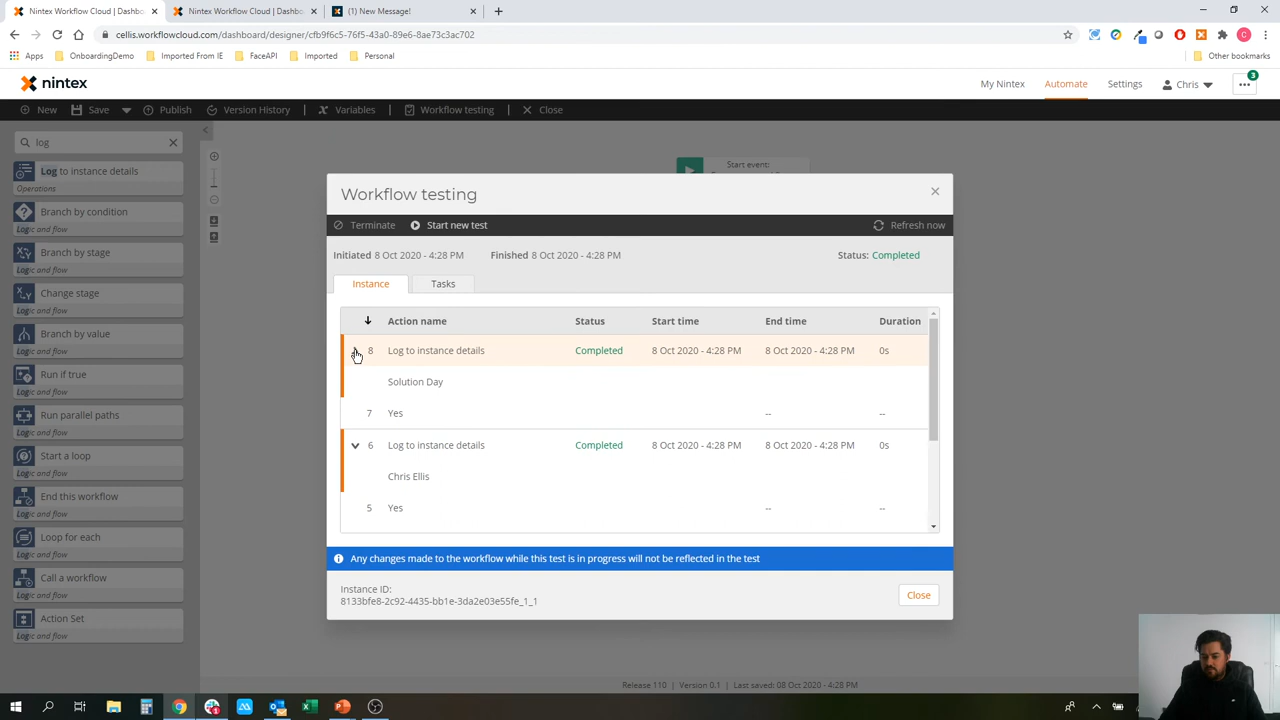 Nintex Workflow Cloud | Dashbo
Nintex Workflow Cloud | Dashbo
(1) New Message!
cellis.workflowcloud.com/dashboard/designer/cfb9f6c5-76f5-43a0-89e6-8ae73c3ac702
Apps
OnboardingDemo
Imported From IE
FaceAPI
Imported
Personal
Other bookmarks
nintex
My Nintex
Automate
Settings
Chris
3
New
Save
Publish
Version History
Variables
Workflow testing
Close
log
Log to instance details
Operations
Branch by condition
Logic and flow
Branch by stage
Logic and flow
Change stage
Logic and flow
Branch by value
Logic and flow
Run if true
Logic and flow
Run parallel paths
Logic and flow
Start a loop
Logic and flow
End this workflow
Logic and flow
Loop for each
Logic and flow
Call a workflow
Logic and flow
Action Set
Logic and flow
Start event:
Workflow testing
Terminate
Start new test
Refresh now
Initiated 8 Oct 2020 - 4:28 PM
Finished 8 Oct 2020 - 4:28 PM
Status: Completed
Instance
Tasks
Action name Status Start time End time Duration
8 Log to instance details Completed 8 Oct 2020 - 4:28 PM 8 Oct 2020 - 4:28 PM 0s
Solution Day
7 Yes -- --
6 Log to instance details Completed 8 Oct 2020 - 4:28 PM 8 Oct 2020 - 4:28 PM 0s
Chris Ellis
5 Yes -- --
Any changes made to the workflow while this test is in progress will not be reflected in the test
Instance ID:
8133bfe8-2c92-4435-bb1e-3da2e03e55fe_1_1
Close
Release 110 | Version 0.1 | Last saved: 08 Oct 2020 - 4:28 PM